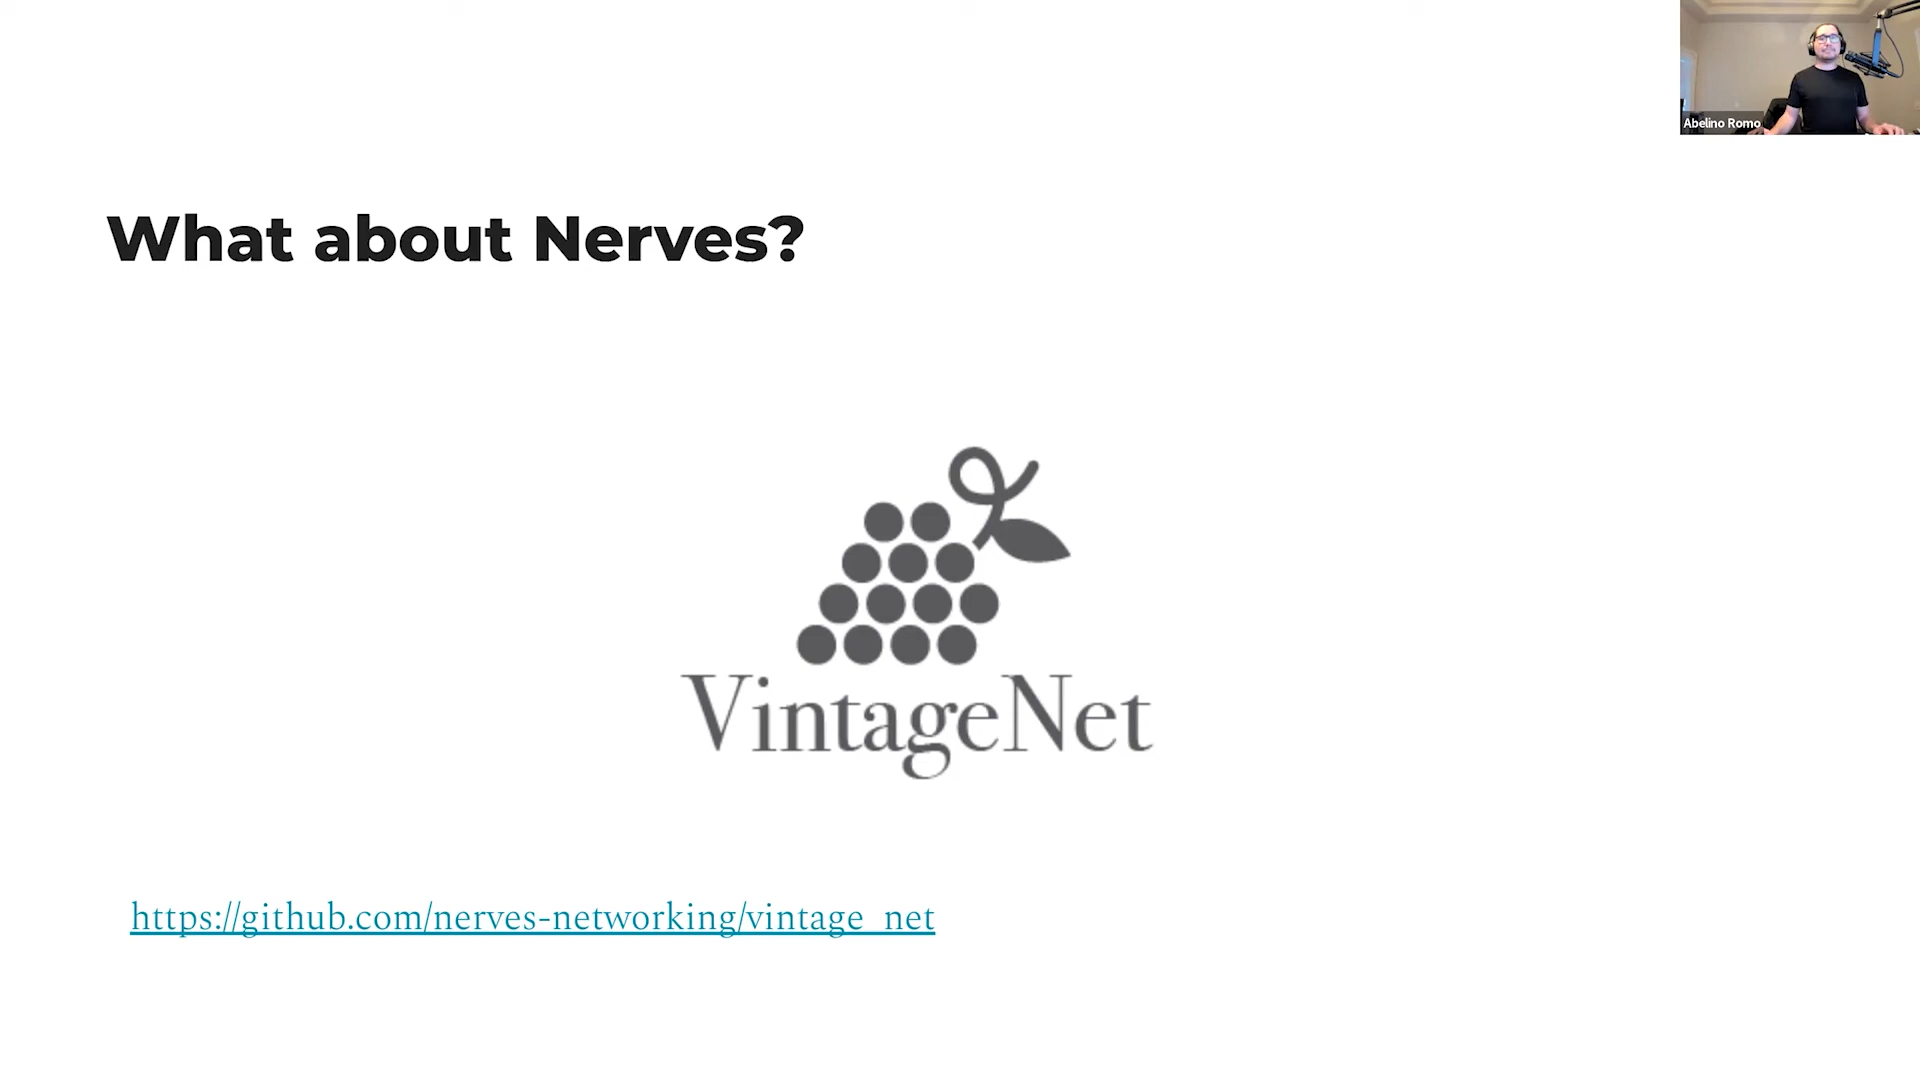 Abelino Romo
What about Nerves?
VintageNet
https://github.com/nerves-networking/vintage_net